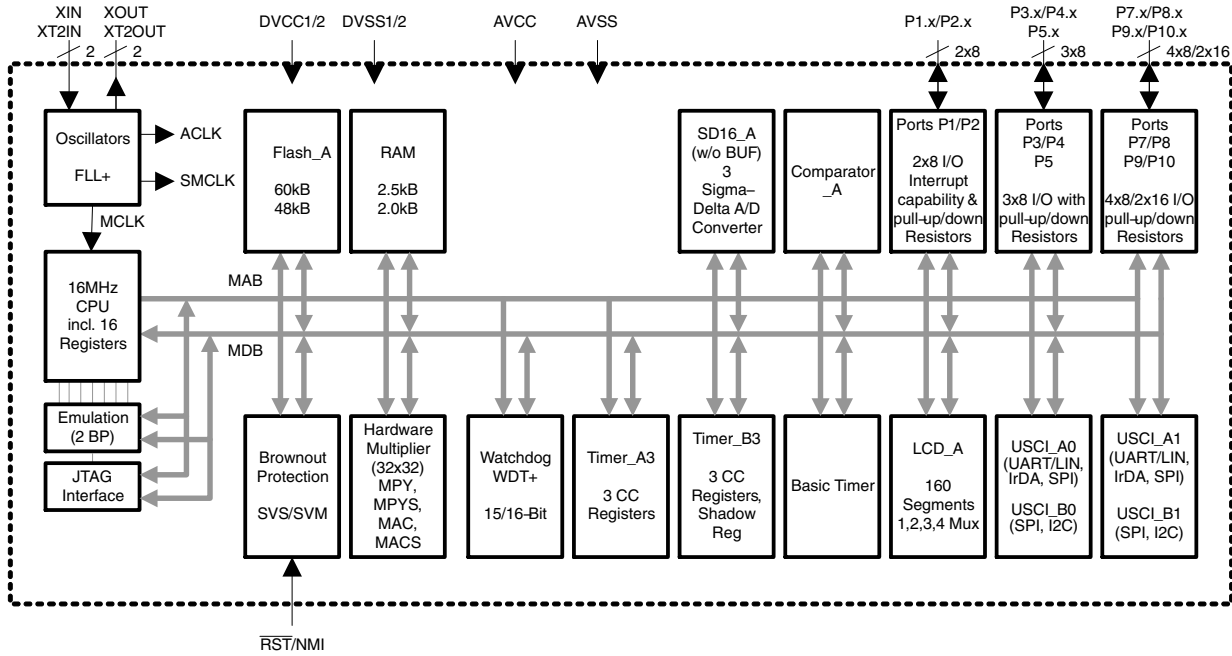 XIN
XT2IN
XOUT
XT2OUT
DVCC1/2
DVSS1/2
AVCC
AVSS
P1.x/P2.x
P3.x/P4.x
P5.x
P7.x/P8.x
P9.x/P10.x
2
2
2x8
3x8
4x8/2x16
Oscillators
FLL+
ACLK
SMCLK
MCLK
Flash_A
60kB
48kB
RAM
2.5kB
2.0kB
SD16_A
(w/o BUF)
3
Sigma–
Delta A/D
Converter
Comparator
_A
Ports P1/P2
2x8 I/O
Interrupt
capability &
pull–up/down
Resistors
Ports
P3/P4
P5
3x8 I/O with
pull–up/down
Resistors
Ports
P7/P8
P9/P10
4x8/2x16 I/O
pull–up/down
Resistors
16MHz
CPU
incl. 16
Registers
MAB
MDB
Emulation
(2 BP)
JTAG
Interface
Brownout
Protection
SVS/SVM
Hardware
Multiplier
(32x32)
MPY,
MPYS,
MAC,
MACS
Watchdog
WDT+
15/16–Bit
Timer_A3
3 CC
Registers
Timer_B3
3 CC
Registers,
Shadow
Reg
Basic Timer
LCD_A
160
Segments
1,2,3,4 Mux
USCI_A0
(UART/LIN,
IrDA, SPI)
USCI_B0
(SPI, I2C)
USCI_A1
(UART/LIN,
IrDA, SPI)
USCI_B1
(SPI, I2C)
RST/NMI